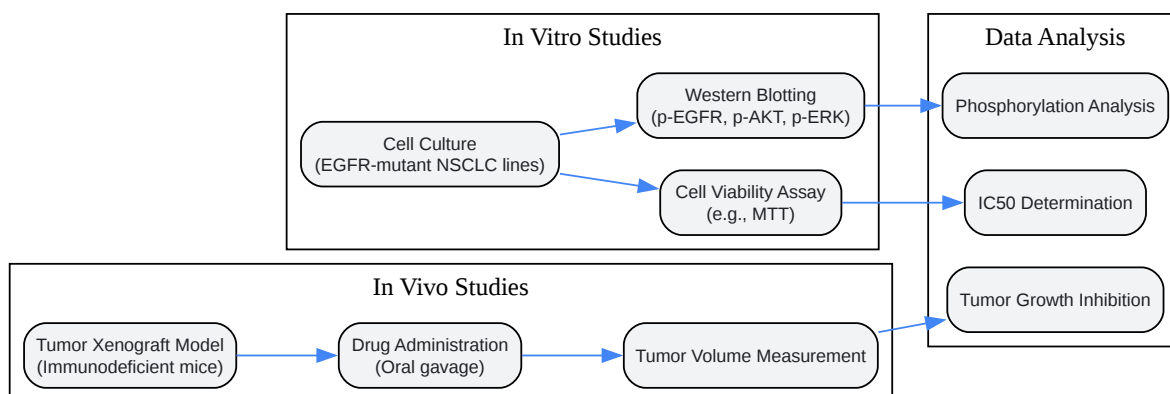 In Vitro Studies
Cell Culture
(EGFR-mutant NSCLC lines)
Western Blotting
(p-EGFR, p-AKT, p-ERK)
Cell Viability Assay
(e.g., MTT)
Data Analysis
Phosphorylation Analysis
IC50 Determination
Tumor Growth Inhibition
In Vivo Studies
Tumor Xenograft Model
(Immunodeficient mice)
Drug Administration
(Oral gavage)
Tumor Volume Measurement